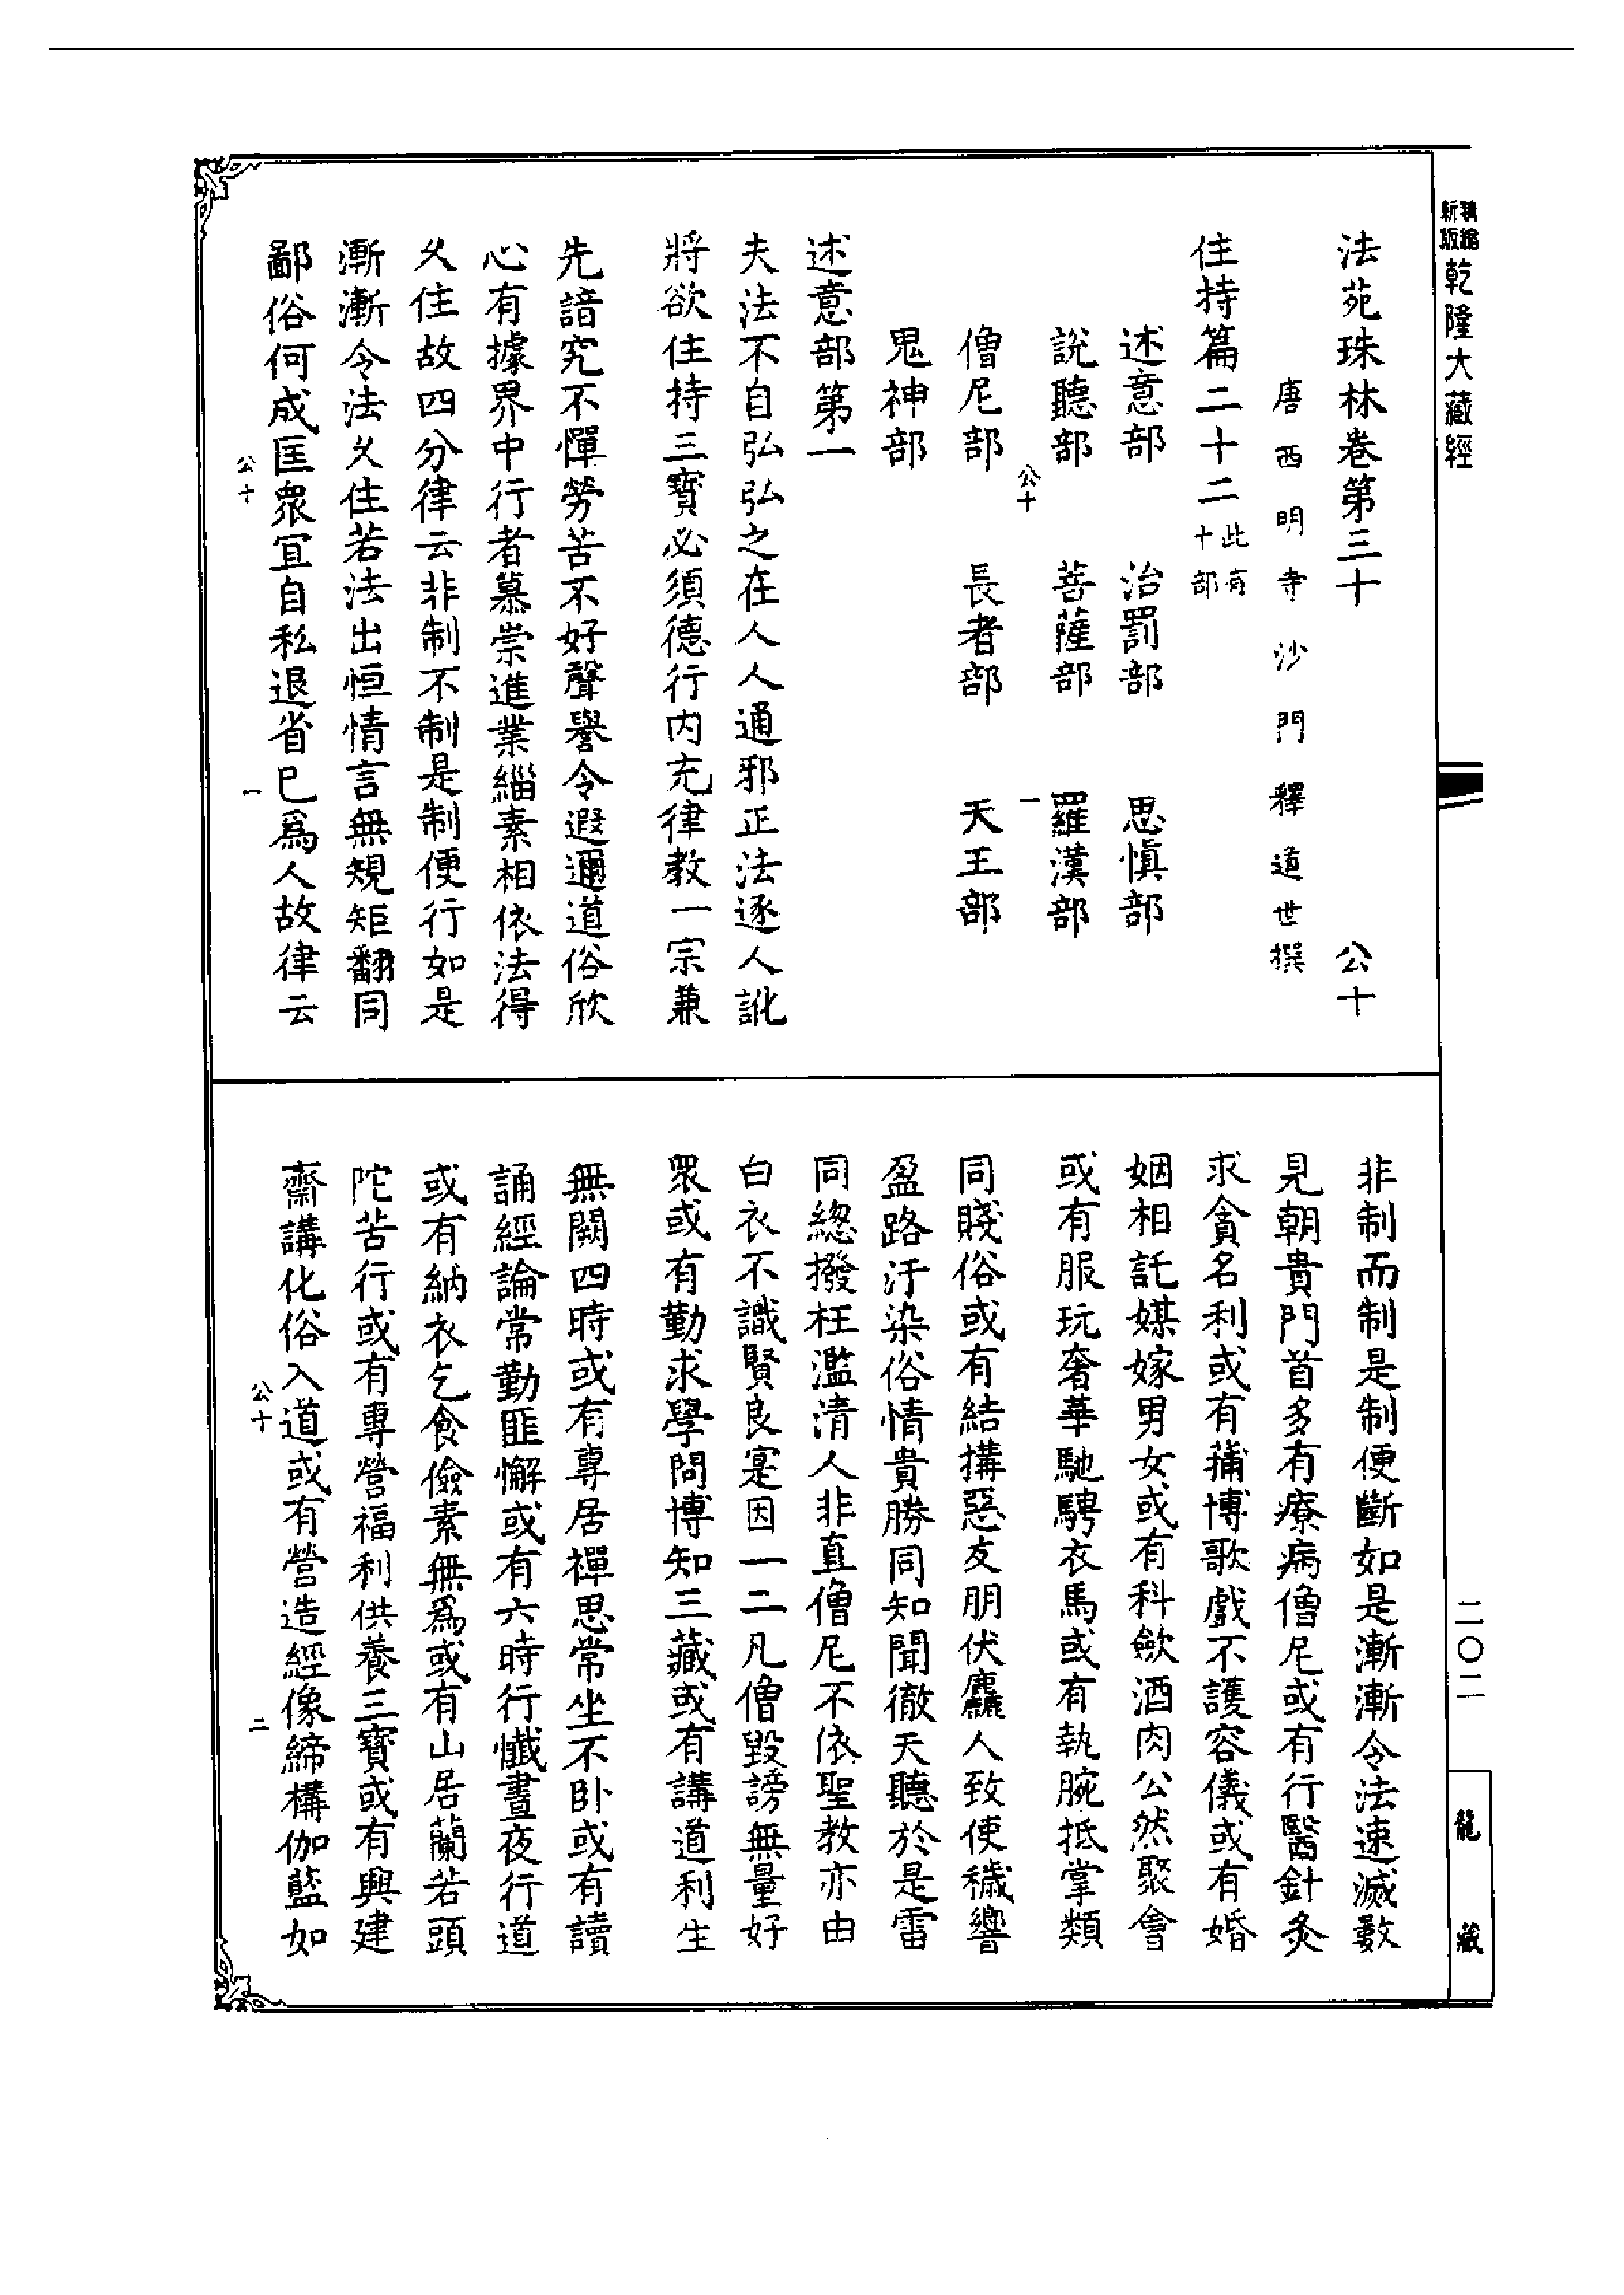 精縮新版乾隆大藏經
法苑珠林卷第三十 公十
唐西明寺沙門釋道世撰
住持篇二十二 此有十部
述意部 治罰部 思慎部
說聽部 菩薩部 羅漢部
公十 一
僧尼部 長者部 天王部
鬼神部
述意部第一
夫法不自弘弘之在人人通邪正法逐人訛
將欲住持三寶必須德行內充律教一宗兼
先諳究不憚勞苦不好聲譽令遐邇道俗欣
心有據界中行者慕崇進業緇素相依法得
久住故四分律云非制不制是制便行如是
漸漸令法久住若法出恒情言無規矩翻同
鄙俗何成匡眾宜自私退省已為人故律云
公十 一
非制而制是制便斷如是漸漸令法速滅數
見朝貴門首多有療病僧尼或有行醫針灸
求貪名利或有蒱博歌戲不護容儀或有婚
姻相託媒嫁男女或有科斂酒肉公然聚會
或有服玩奢華馳騁衣馬或有執腕抵掌類
同賤俗或有結搆惡友朋伏麤人致使穢響
盈路汙染俗情貴勝同知聞徹天聽於是雷
同總撥枉濫清人非直僧尼不依聖教亦由
白衣不識賢良寔因一二凡僧毀謗無量好
眾或有勤求學問博知三藏或有講道利生
無闕四時或有專居禪思常坐不臥或有讀
誦經論常勤匪懈或有六時行懺晝夜行道
或有納衣乞食儉素無為或有山居蘭若頭
陀苦行或有專營福利供養三寶或有興建
齋講化俗入道或有營造經像締構伽藍如
公十 二
二〇二
龍藏